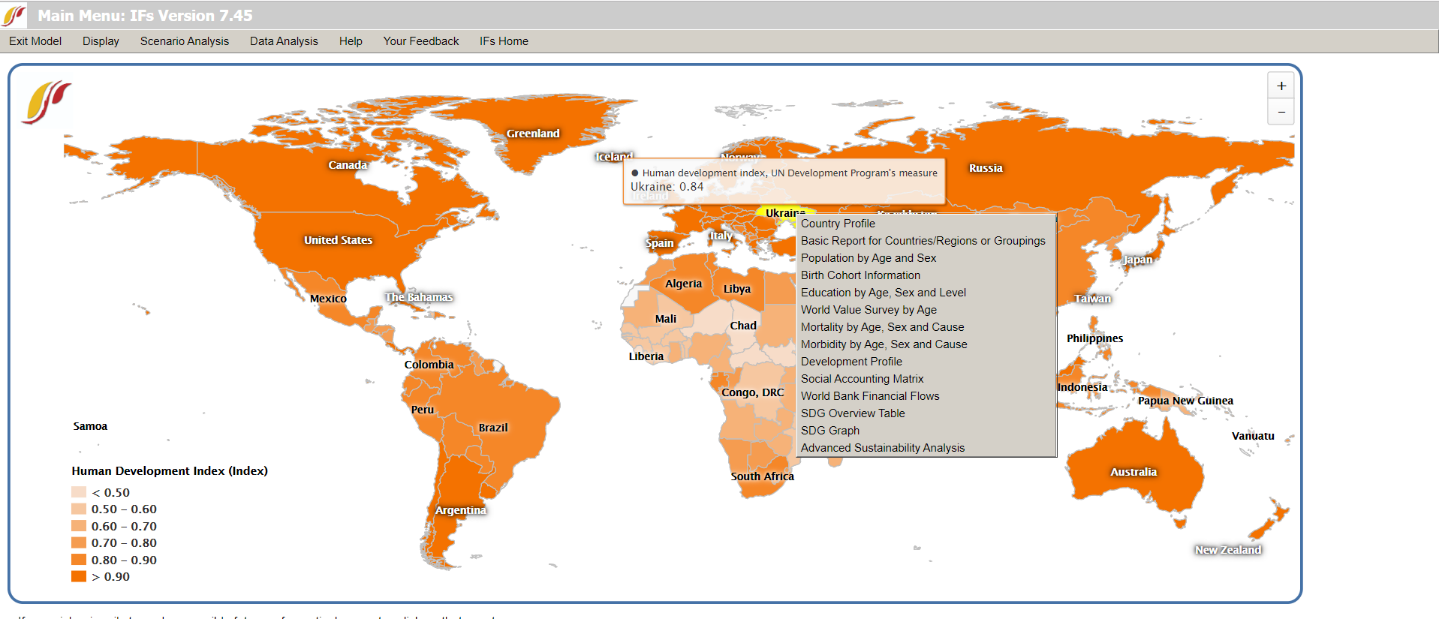 Main Menu: IFs Version 7.45
Exit Model Display Scenario Analysis Data Analysis Help Your Feedback IFs Home
+
−
Greenland
Canada
Iceland
Norway
Russia
● Human development index, UN Development Program's measure
Ukraine: 0.84
Ireland
Ukraine
Kazakhstan
United States
Spain
Italy
Japan
Algeria
Libya
Mexico
The Bahamas
Taiwan
Mali
Chad
Philippines
Liberia
Colombia
Congo, DRC
Indonesia
Papua New Guinea
Peru
Brazil
Samoa
Vanuatu
South Africa
Australia
Argentina
New Zealand
Country Profile
Basic Report for Countries/Regions or Groupings
Population by Age and Sex
Birth Cohort Information
Education by Age, Sex and Level
World Value Survey by Age
Mortality by Age, Sex and Cause
Morbidity by Age, Sex and Cause
Development Profile
Social Accounting Matrix
World Bank Financial Flows
SDG Overview Table
SDG Graph
Advanced Sustainability Analysis
Human Development Index (Index)
< 0.50
0.50 – 0.60
0.60 – 0.70
0.70 – 0.80
0.80 – 0.90
> 0.90